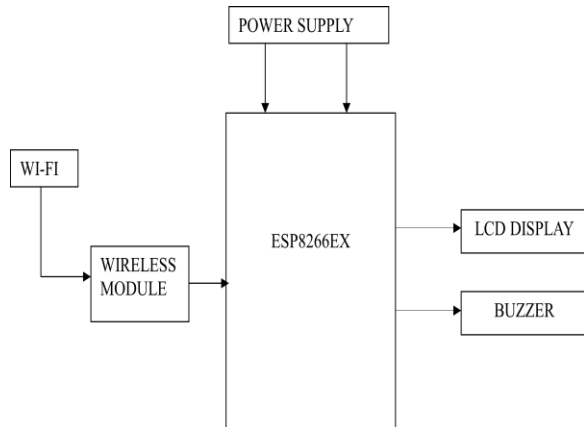 POWER SUPPLY
WI-FI
ESP8266EX
LCD DISPLAY
WIRELESS
MODULE
BUZZER